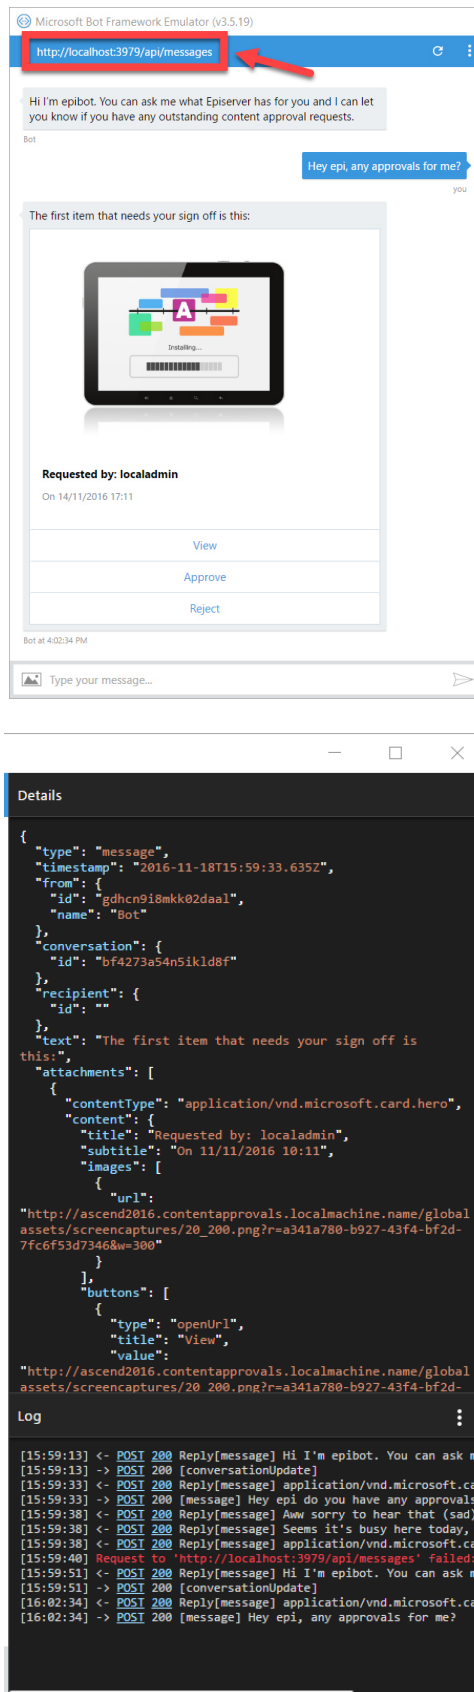 Microsoft Bot Framework Emulator (v3.5.19)
http://localhost:3979/api/messages
Hi I'm epibot. You can ask me what Episerver has for you and I can let
you know if you have any outstanding content approval requests.
Bot
Hey epi, any approvals for me?
you
The first item that needs your sign off is this:
A
Installing...
Requested by: localadmin
On 14/11/2016 17:11
View
Approve
Reject
Bot at 4:02:34 PM
Type your message...
Details
{
"type": "message",
"timestamp": "2016-11-18T15:59:33.635Z",
"from": {
"id": "gdhcn9i8mkk02daal",
"name": "Bot"
},
"conversation": {
"id": "bf4273a54n5ikld8f"
},
"recipient": {
"id": ""
},
"text": "The first item that needs your sign off is
this:",
"attachments": [
{
"contentType": "application/vnd.microsoft.card.hero",
"content": {
"title": "Requested by: localadmin",
"subtitle": "On 11/11/2016 10:11",
"images": [
{
"url":
"http://ascend2016.contentapprovals.localmachine.name/global
assets/screencaptures/20_200.png?r=a341a780-b927-43f4-bf2d-
7fc6f53d7346&w=300"
}
],
"buttons": [
{
"type": "openUrl",
"title": "View",
"value":
"http://ascend2016.contentapprovals.localmachine.name/global
assets/screencaptures/20_200.png?r=a341a780-b927-43f4-bf2d-
Log
[15:59:13] <- POST 200 Reply[message] Hi I'm epibot. You can ask m
[15:59:13] -> POST 200 [conversationUpdate]
[15:59:33] <- POST 200 Reply[message] application/vnd.microsoft.ca
[15:59:33] -> POST 200 [message] Hey epi do you have any approvals
[15:59:38] <- POST 200 Reply[message] Aww sorry to hear that (sad)
[15:59:38] <- POST 200 Reply[message] Seems it's busy here today,
[15:59:38] <- POST 200 Reply[message] application/vnd.microsoft.ca
[15:59:40] Request to 'http://localhost:3979/api/messages' failed:
[15:59:51] <- POST 200 Reply[message] Hi I'm epibot. You can ask m
[15:59:51] -> POST 200 [conversationUpdate]
[16:02:34] <- POST 200 Reply[message] application/vnd.microsoft.ca
[16:02:34] -> POST 200 [message] Hey epi, any approvals for me?